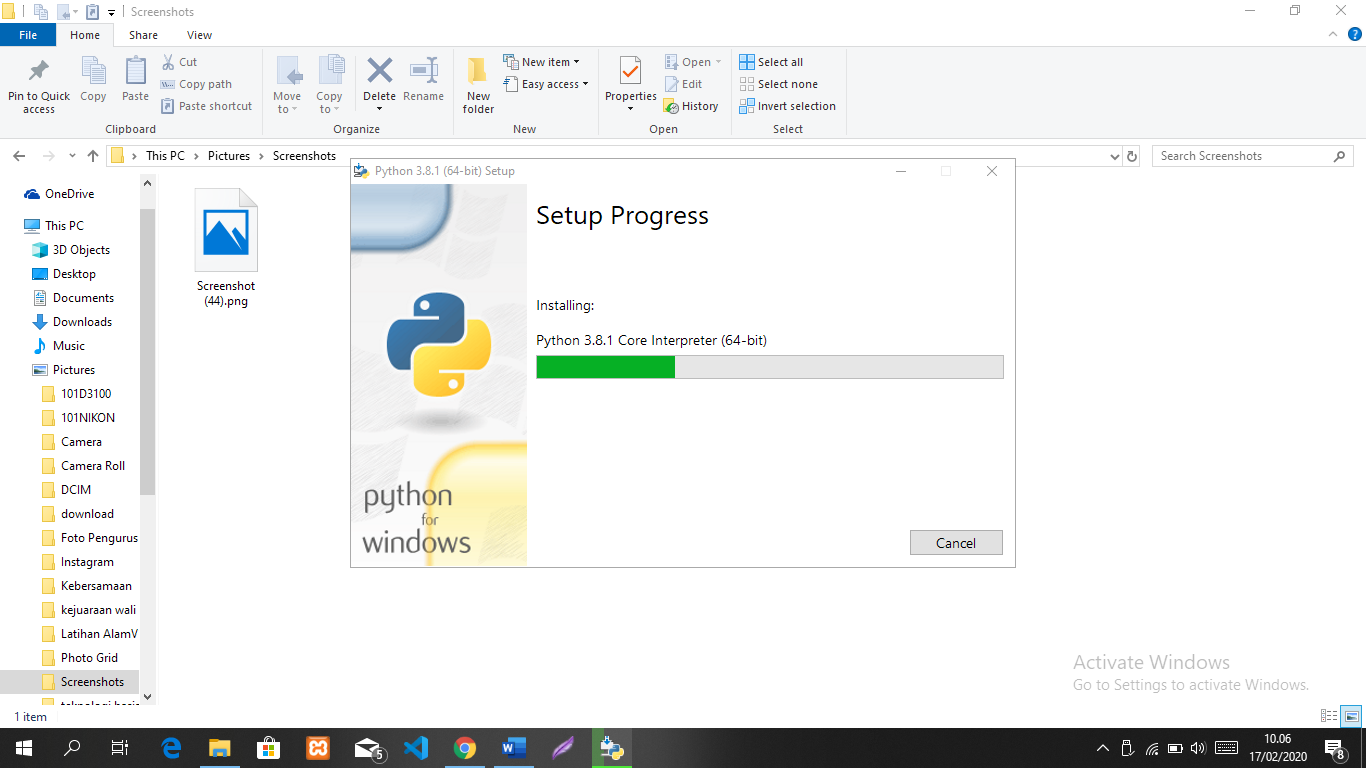 Screenshots
File
Home
Share
View
Pin to Quick access
Copy
Paste
Cut
Copy path
Paste shortcut
Clipboard
Move to
Copy to
Delete
Rename
Organize
New folder
New item
Easy access
New
Properties
Open
Edit
History
Open
Select all
Select none
Invert selection
Select
This PC
Pictures
Screenshots
Search Screenshots
OneDrive
This PC
3D Objects
Desktop
Documents
Downloads
Music
Pictures
101D3100
101NIKON
Camera
Camera Roll
DCIM
download
Foto Pengurus
Instagram
Kebersamaan
kejuaraan wali
Latihan AlamV
Photo Grid
Screenshots
Screenshot
(44).png
Python 3.8.1 (64-bit) Setup
Setup Progress
Installing:
Python 3.8.1 Core Interpreter (64-bit)
python
for
windows
Cancel
Activate Windows
Go to Settings to activate Windows.
1 item
5
10.06
17/02/2020
8